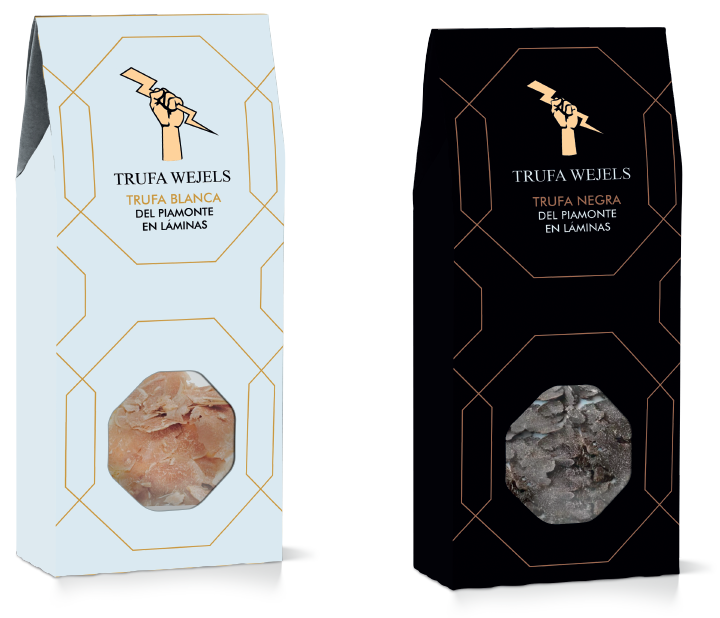 TRUFA WEJELS
TRUFA BLANCA
DEL PIAMONTE
EN LÁMINAS
TRUFA WEJELS
TRUFA NEGRA
DEL PIAMONTE
EN LÁMINAS